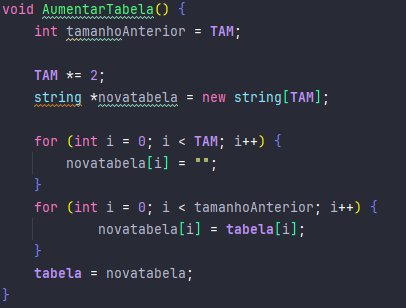 void AumentarTabela() {
    int tamanhoAnterior = TAM;

    TAM *= 2;
    string *novatabela = new string[TAM];

    for (int i = 0; i < TAM; i++) {
        novatabela[i] = "";
    }
    for (int i = 0; i < tamanhoAnterior; i++) {
            novatabela[i] = tabela[i];
    }
    tabela = novatabela;
}